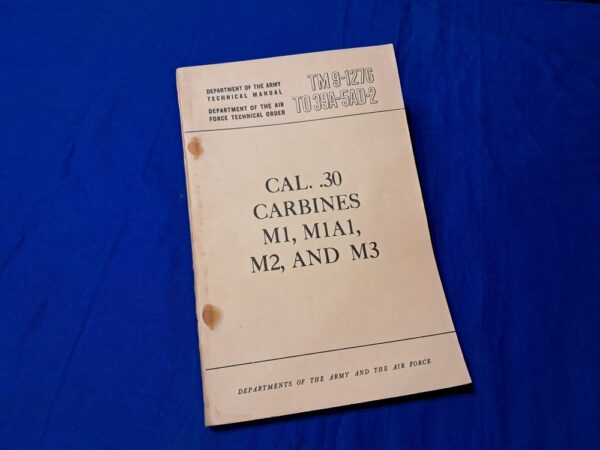 DEPARTMENT OF THE ARMY
TECHNICAL MANUAL
DEPARTMENT OF THE AIR
FORCE TECHNICAL ORDER
TM 9-1276
TO 39A-5AD-2
CAL. .30
CARBINES
M1, M1A1,
M2, AND M3
DEPARTMENTS OF THE ARMY AND THE AIR FORCE